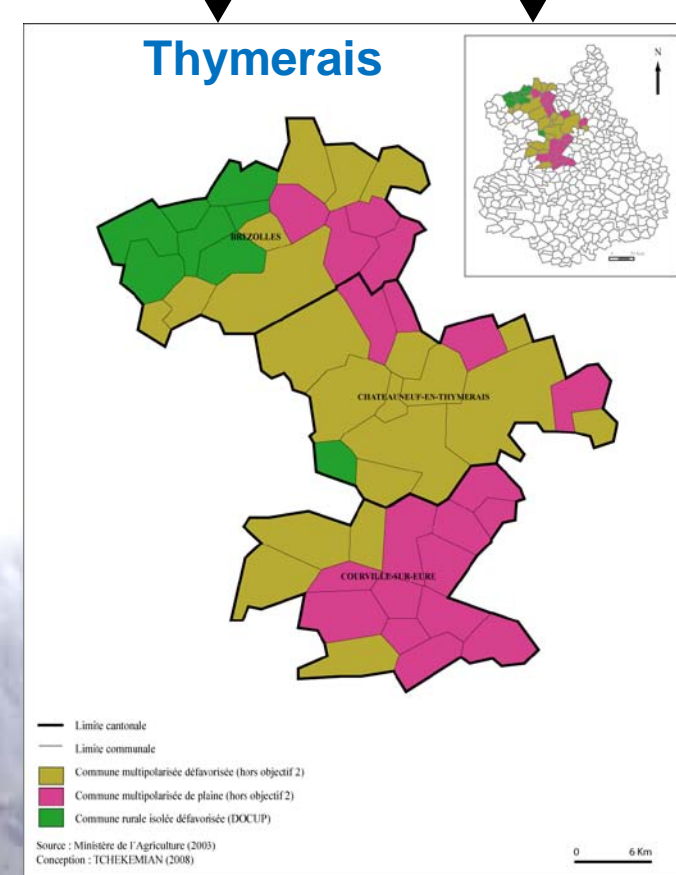 Thymerais
N
BRIZOLLES
CHATEAUNEUF-EN-THYMERAIS
COURVILLE-SUR-EURE
Limite cantonale
Limite communale
Commune multipolarisée défavorisée (hors objectif 2)
Commune multipolarisée de plaine (hors objectif 2)
Commune rurale isolée défavorisée (DOCUP)
Source : Ministère de l'Agriculture (2003)
Conception : TCHEKEMIAN (2008)
0 6 Km